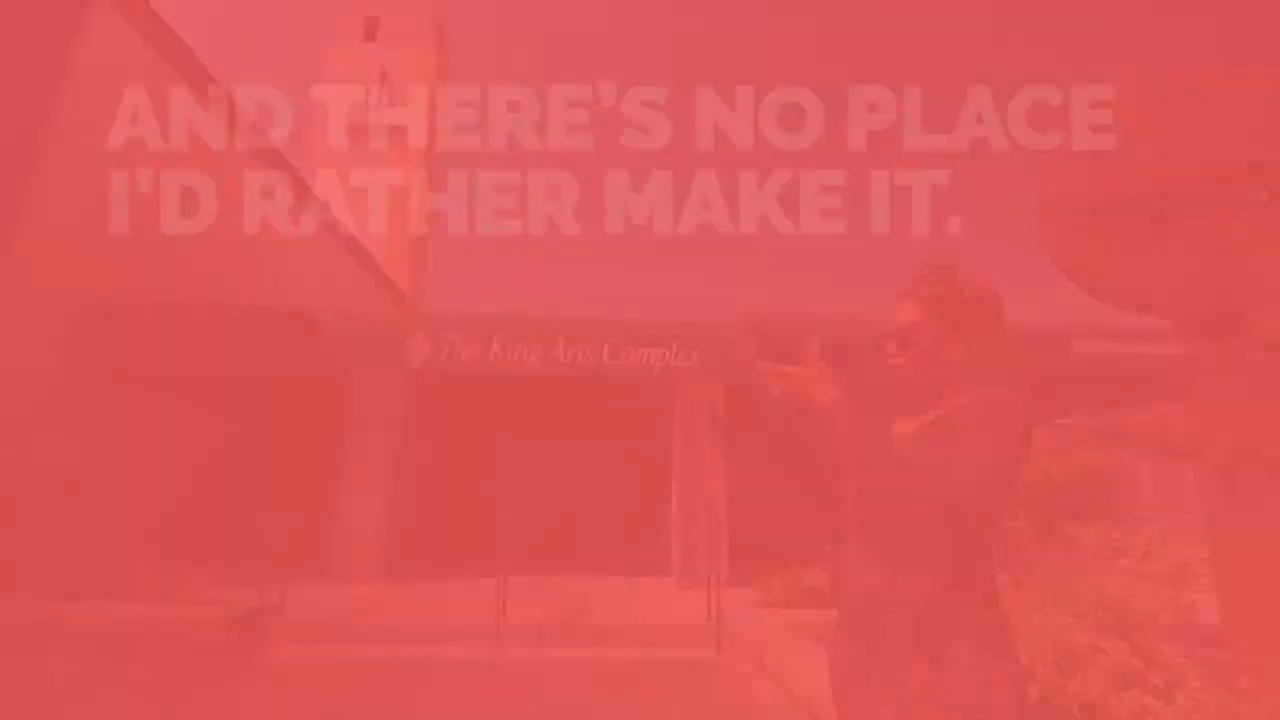 AND THERE'S NO PLACE
I'D RATHER MAKE IT.
The King Arts Complex